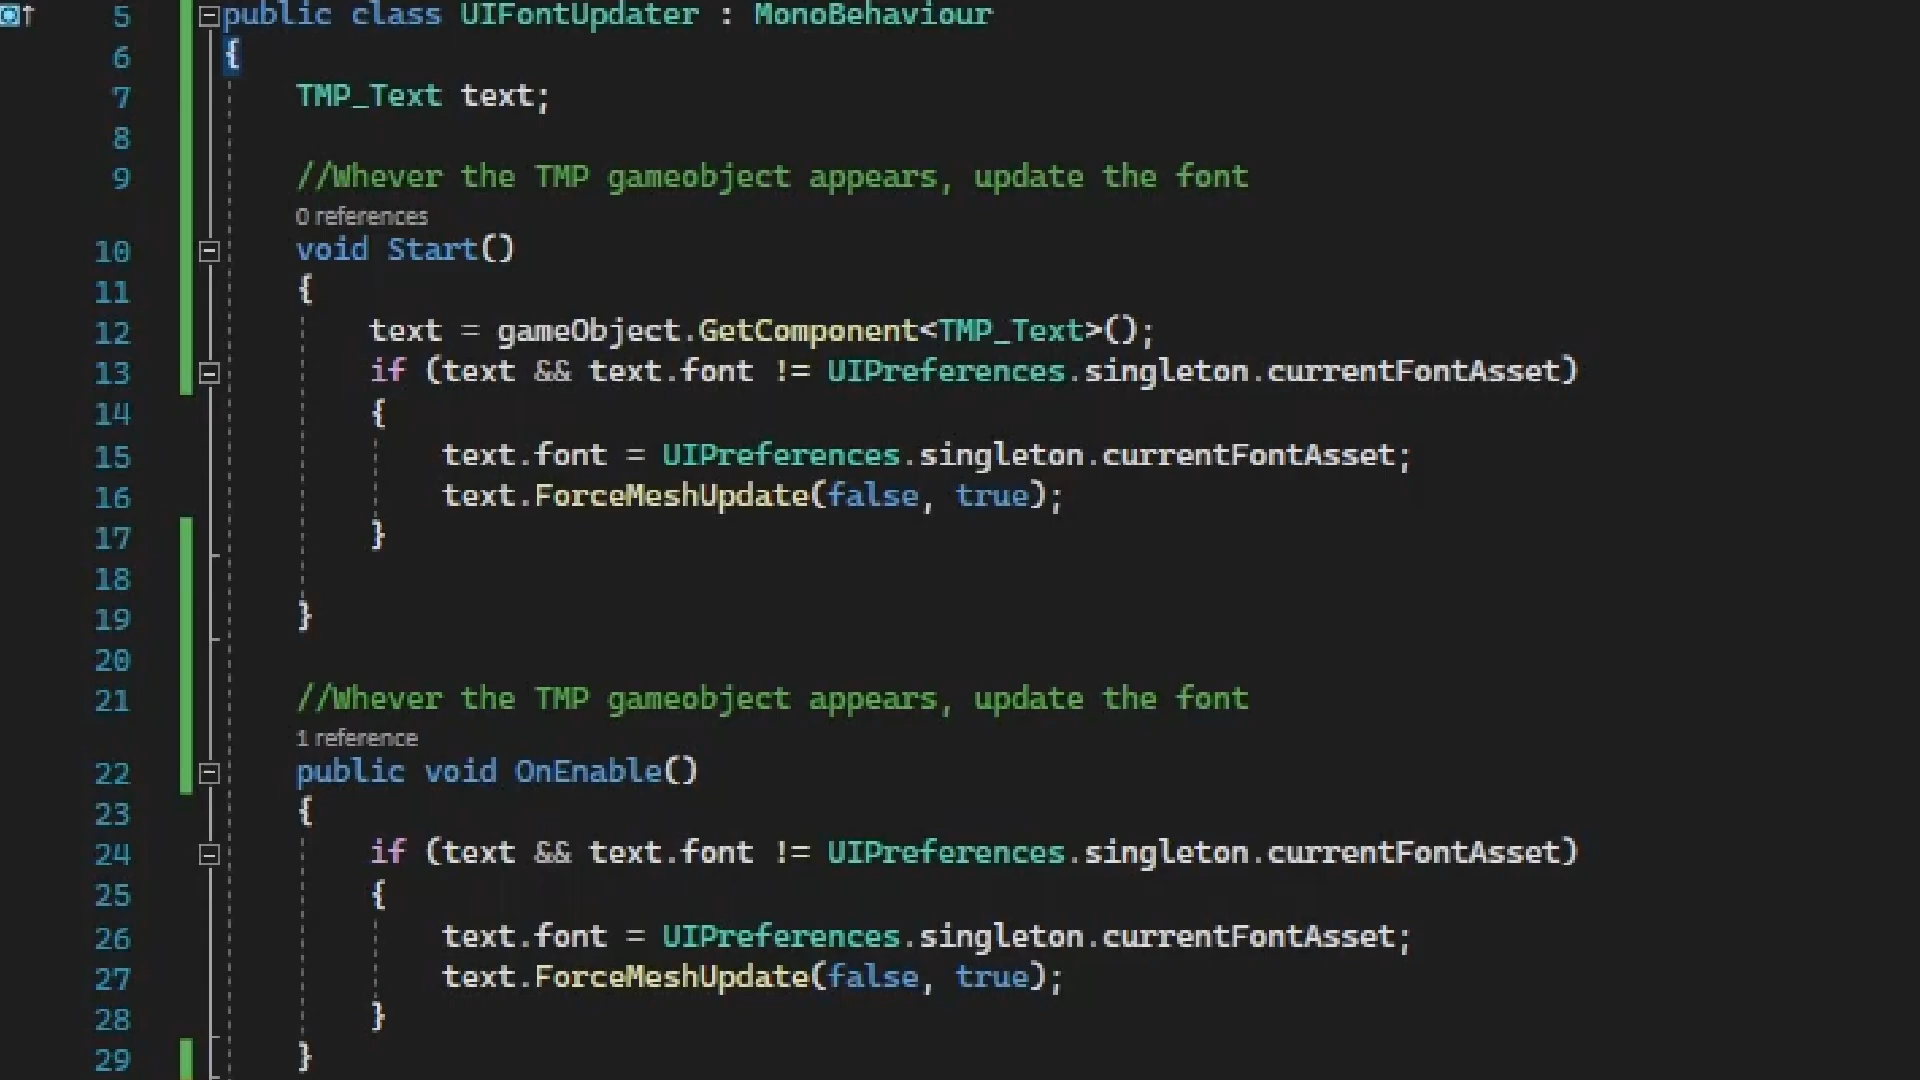 5 public class UIFontUpdater : MonoBehaviour
6 {
7 TMP_Text text;
8
9 //Whever the TMP gameobject appears, update the font
0 references
10 void Start()
11 {
12 text = gameObject.GetComponent<TMP_Text>();
13 if (text && text.font != UIPreferences.singleton.currentFontAsset)
14 {
15 text.font = UIPreferences.singleton.currentFontAsset;
16 text.ForceMeshUpdate(false, true);
17 }
18
19 }
20
21 //Whever the TMP gameobject appears, update the font
1 reference
22 public void OnEnable()
23 {
24 if (text && text.font != UIPreferences.singleton.currentFontAsset)
25 {
26 text.font = UIPreferences.singleton.currentFontAsset;
27 text.ForceMeshUpdate(false, true);
28 }
29 }